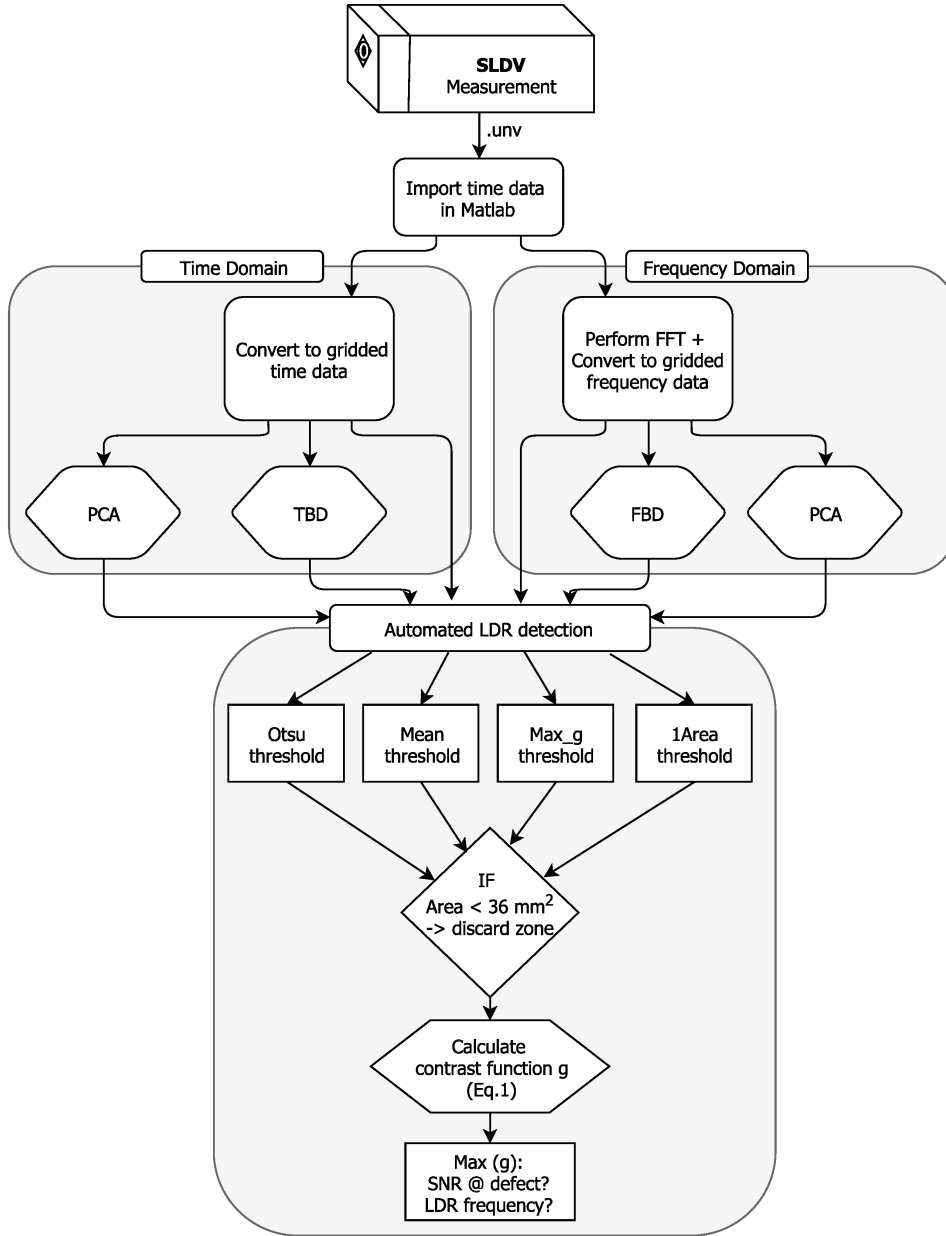 SLDV
Measurement
.unv
Import time data
in Matlab
Time Domain
Frequency Domain
Convert to gridded
time data
Perform FFT +
Convert to gridded
frequency data
PCA
TBD
FBD
PCA
Automated LDR detection
Otsu
threshold
Mean
threshold
Max_g
threshold
1Area
threshold
IF
Area < 36 mm²
-> discard zone
Calculate
contrast function g
(Eq.1)
Max (g):
SNR @ defect?
LDR frequency?